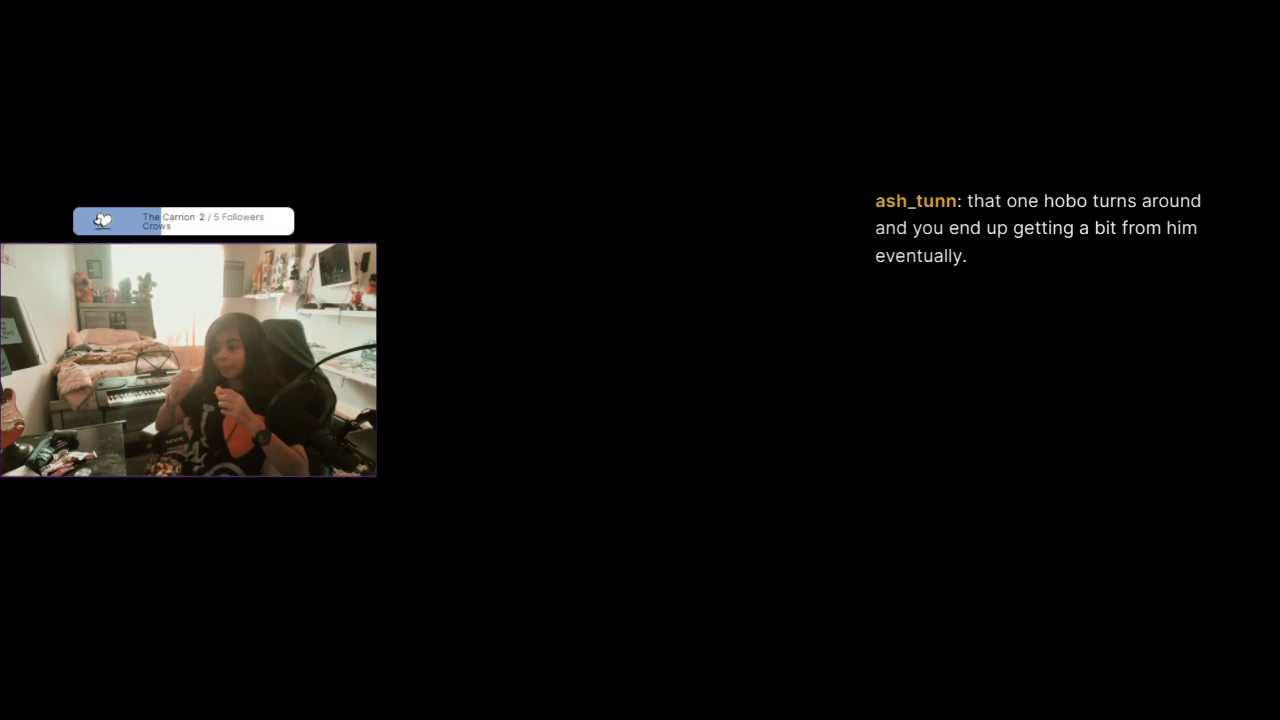 The Carrion 2 / 5 Followers
Crows
ash_tunn: that one hobo turns around
and you end up getting a bit from him
eventually.